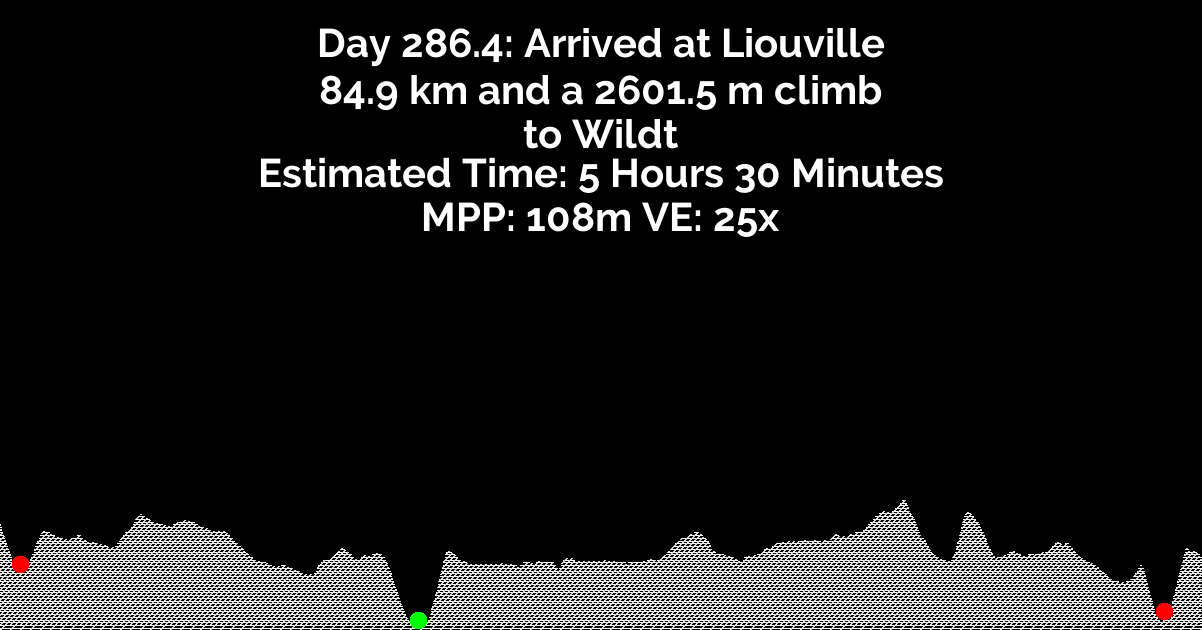 Day 286.4: Arrived at Liouville
84.9 km and a 2601.5 m climb
to Wildt
Estimated Time: 5 Hours 30 Minutes
MPP: 108m VE: 25x